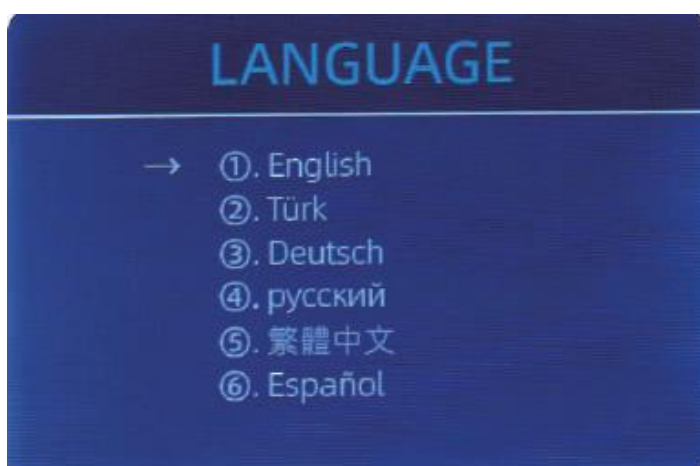 LANGUAGE
→ ①. English
②. Türk
③. Deutsch
④. русский
⑤. 繁體中文
⑥. Español